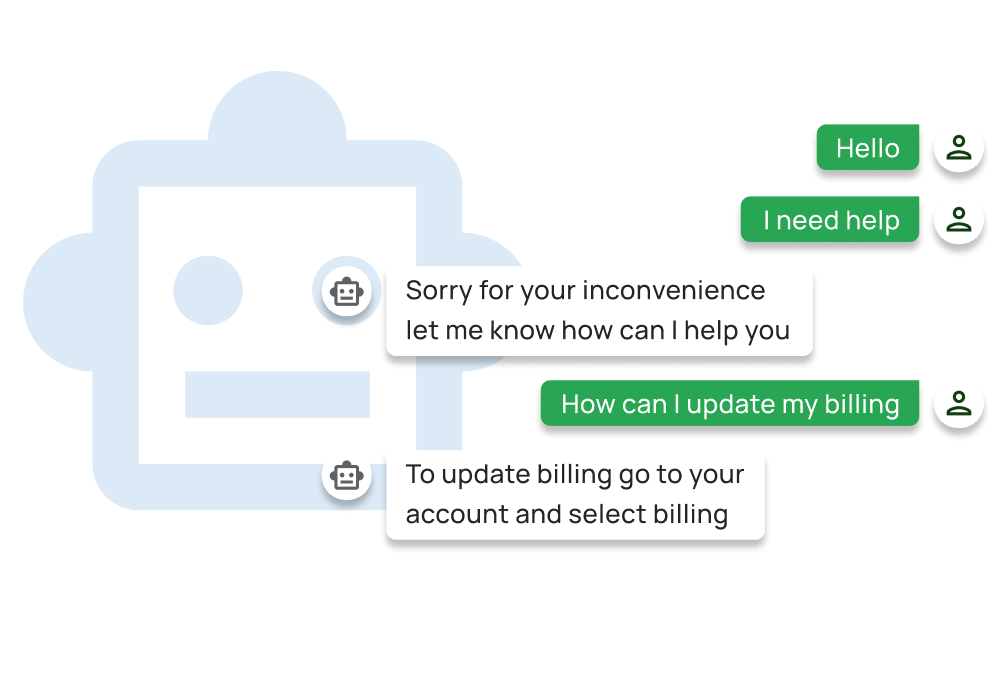 Hello
I need help
Sorry for your inconvenience
let me know how can I help you
How can I update my billing
To update billing go to your
account and select billing